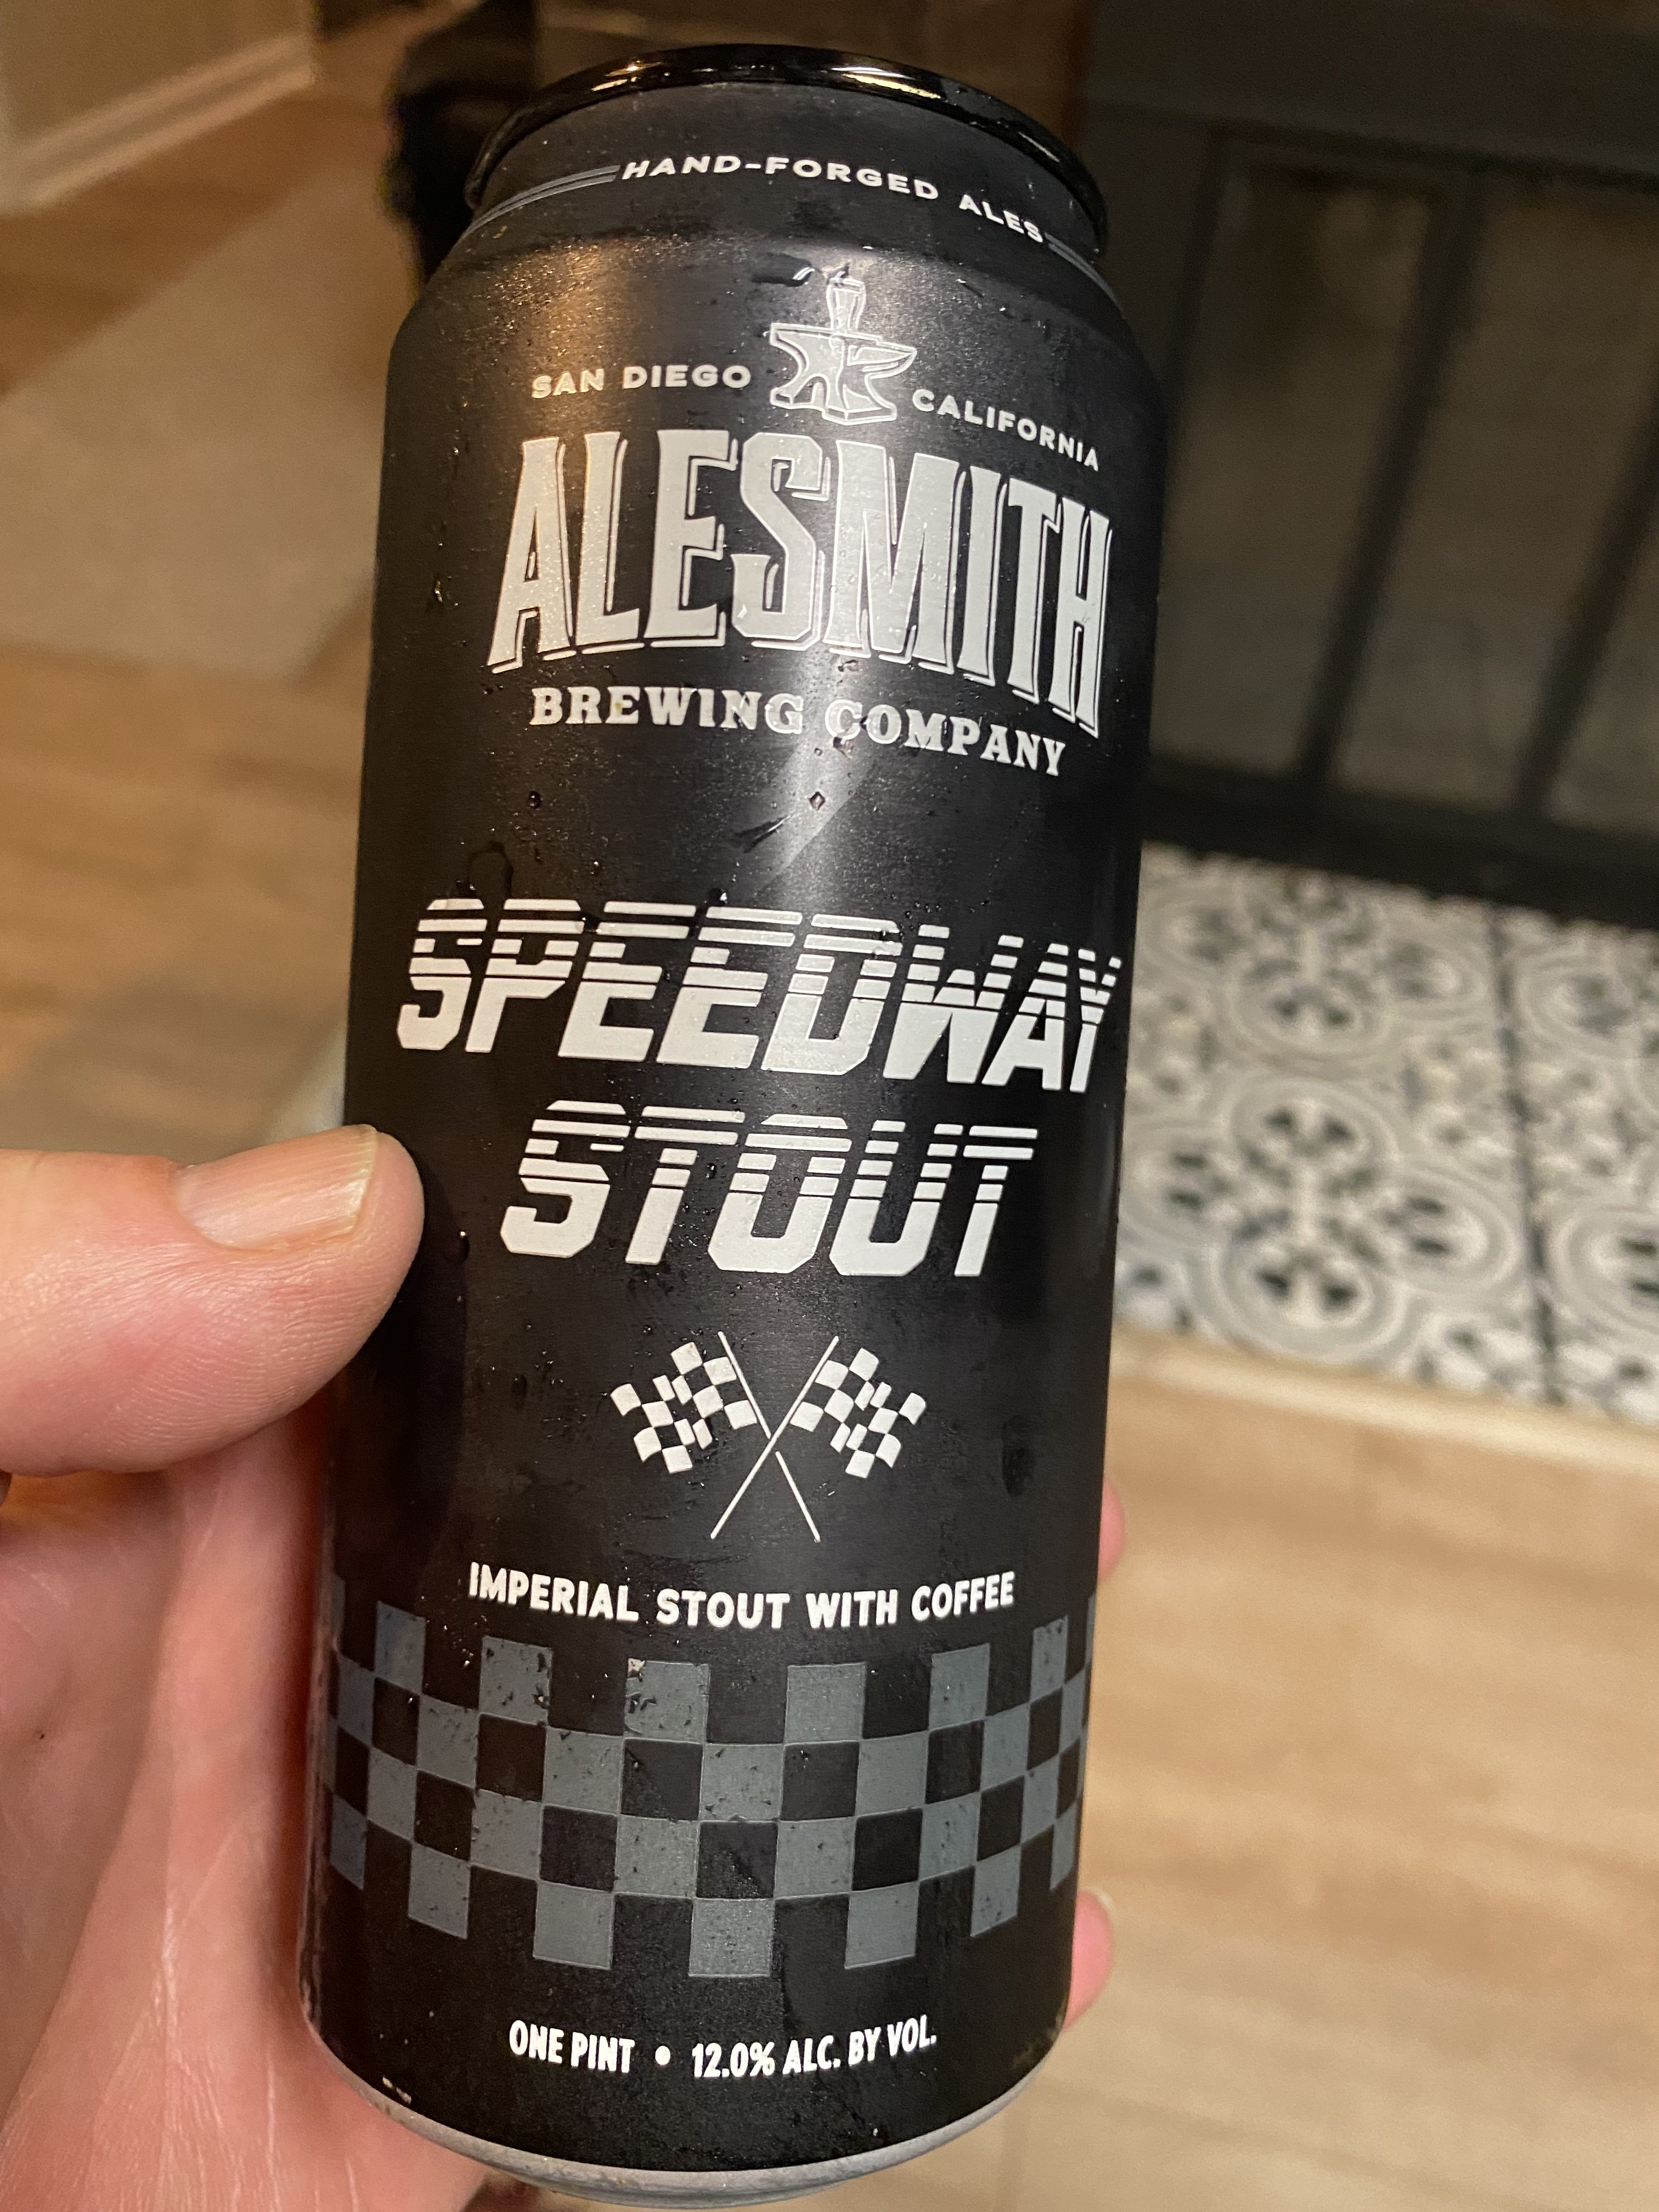 HAND-FORGED ALES
SAN DIEGO CALIFORNIA
ALESMITH
BREWING COMPANY
SPEEDWAY
STOUT
IMPERIAL STOUT WITH COFFEE
ONE PINT • 12.0% ALC. BY VOL.